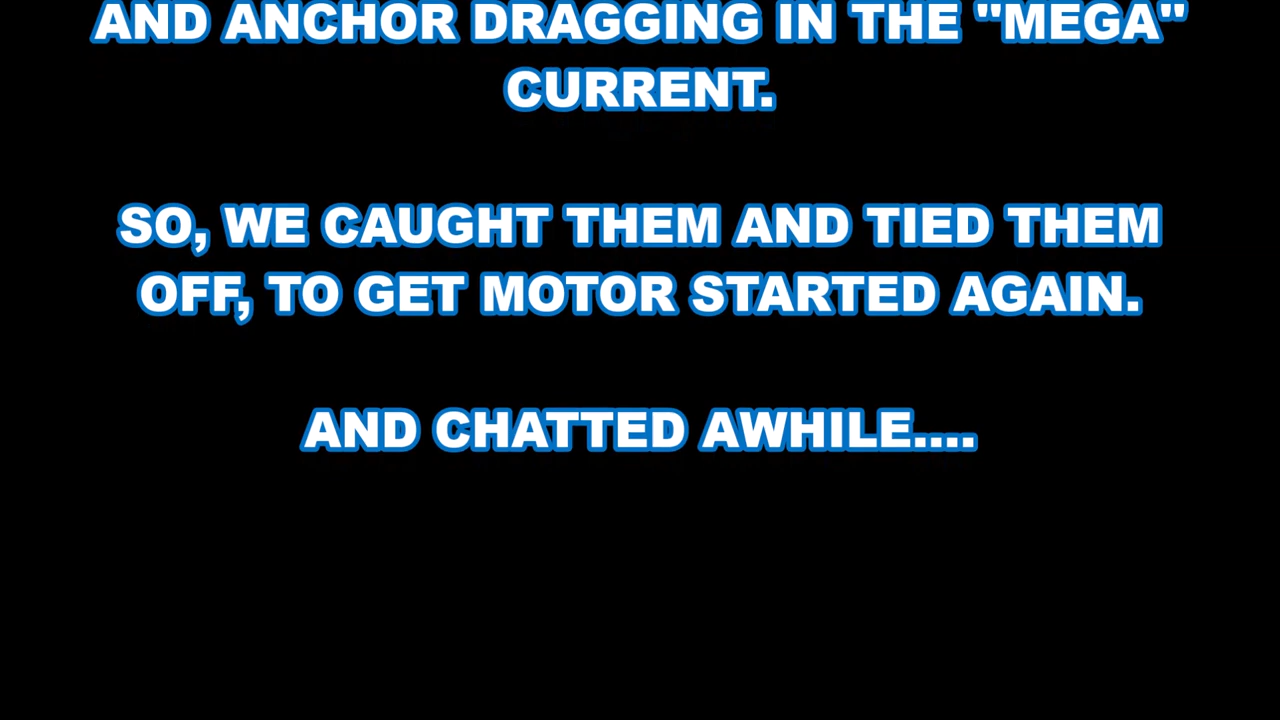 AND ANCHOR DRAGGING IN THE "MEGA"
CURRENT.
SO, WE CAUGHT THEM AND TIED THEM
OFF, TO GET MOTOR STARTED AGAIN.
AND CHATTED AWHILE....